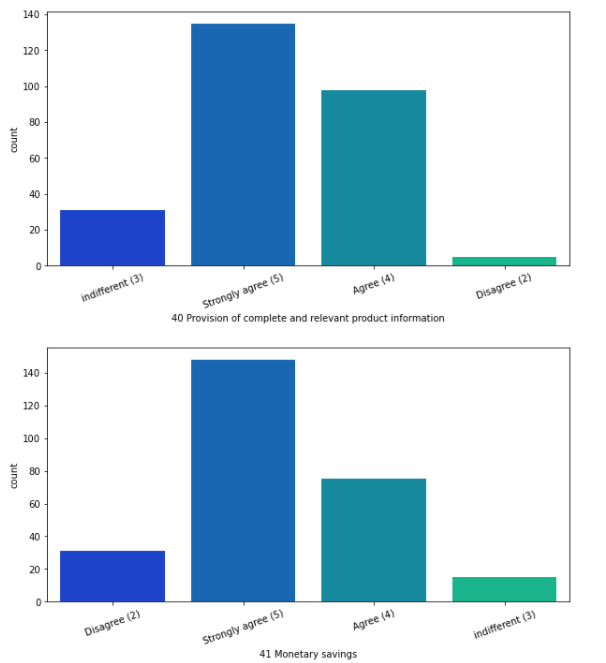 140
120
100
80
60
40
20
0
count
indifferent (3)
Strongly agree (5)
Agree (4)
Disagree (2)
40 Provision of complete and relevant product information
140
120
100
80
60
40
20
0
count
Disagree (2)
Strongly agree (5)
Agree (4)
indifferent (3)
41 Monetary savings